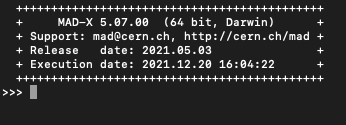 ++++++++++++++++++++++++++++++++++++++++++++
+     MAD-X 5.07.00  (64 bit, Darwin)      +
+ Support: mad@cern.ch, http://cern.ch/mad +
+ Release   date: 2021.05.03               +
+ Execution date: 2021.12.20 16:04:22      +
++++++++++++++++++++++++++++++++++++++++++++
>>>